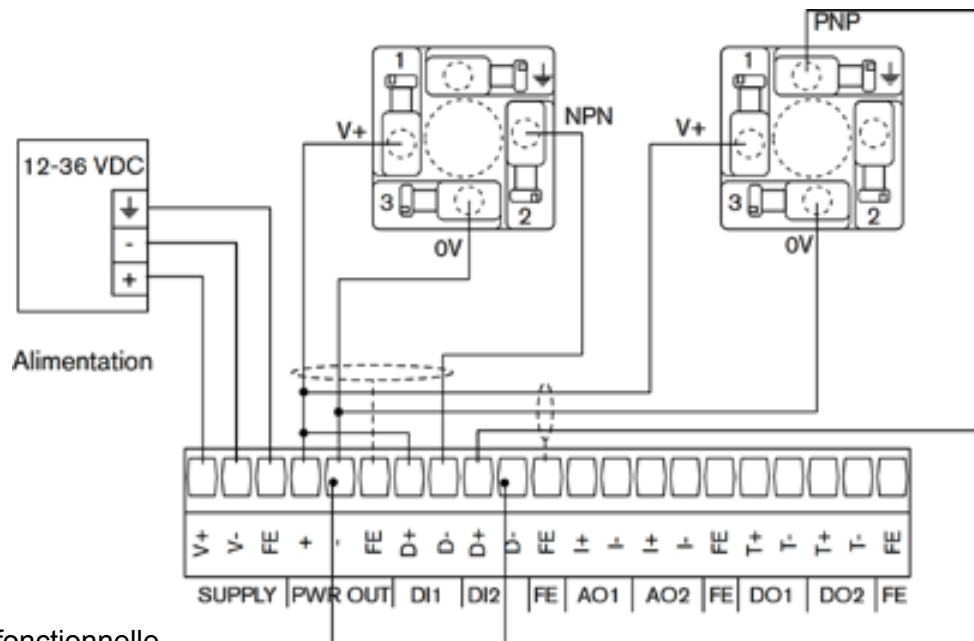 PNP
1
1
V+
NPN
V+
12-36 VDC
-
+
3
2
3
2
0V
0V
Alimentation
V+ V- FE + - FE D+ D- D+ D- FE I+ I- I+ I- FE T+ T- T+ T- FE
SUPPLY PWR OUT DI1 DI2 FE AO1 AO2 FE DO1 DO2 FE
fonctionnelle